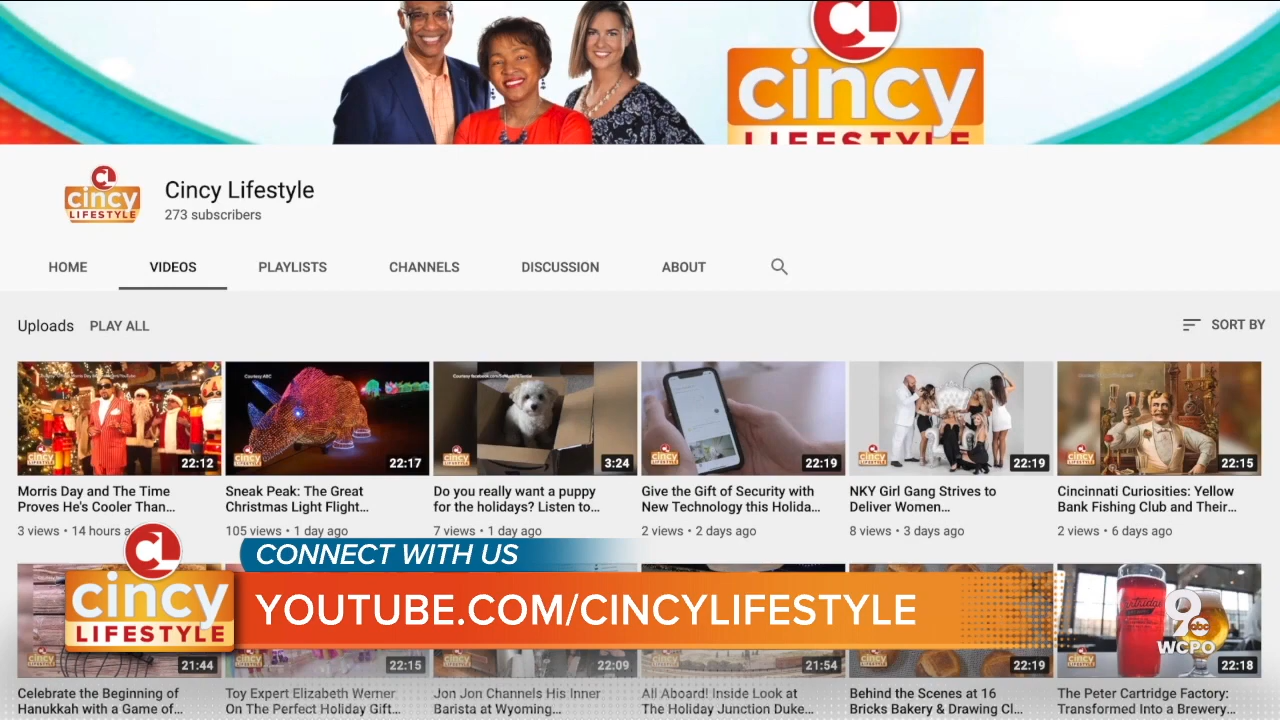 CL
cincy
LIFESTYLE
CL
cincy
LIFESTYLE
Cincy Lifestyle
273 subscribers
HOME
VIDEOS
PLAYLISTS
CHANNELS
DISCUSSION
ABOUT
Uploads
PLAY ALL
SORT BY
22:12
Courtesy ABC
22:17
3:24
22:19
22:19
22:15
Morris Day and The Time
Proves He's Cooler Than...
3 views • 14 hours ag
Sneak Peak: The Great
Christmas Light Flight...
105 views • 1 day ago
Do you really want a puppy
for the holidays? Listen to...
7 views • 1 day ago
Give the Gift of Security with
New Technology this Holida...
2 views • 2 days ago
NKY Girl Gang Strives to
Deliver Women...
8 views • 3 days ago
Cincinnati Curiosities: Yellow
Bank Fishing Club and Their...
2 views • 6 days ago
CL
cincy
LIFESTYLE
CONNECT WITH US
YOUTUBE.COM/CINCYLIFESTYLE
9
abc
WCPO
21:44
22:15
22:09
21:54
22:19
22:18
Celebrate the Beginning of
Hanukkah with a Game of...
Toy Expert Elizabeth Werner
On The Perfect Holiday Gift...
Jon Jon Channels His Inner
Barista at Wyoming...
All Aboard! Inside Look at
The Holiday Junction Duke...
Behind the Scenes at 16
Bricks Bakery & Drawing Cl...
The Peter Cartridge Factory:
Transformed Into a Brewery...